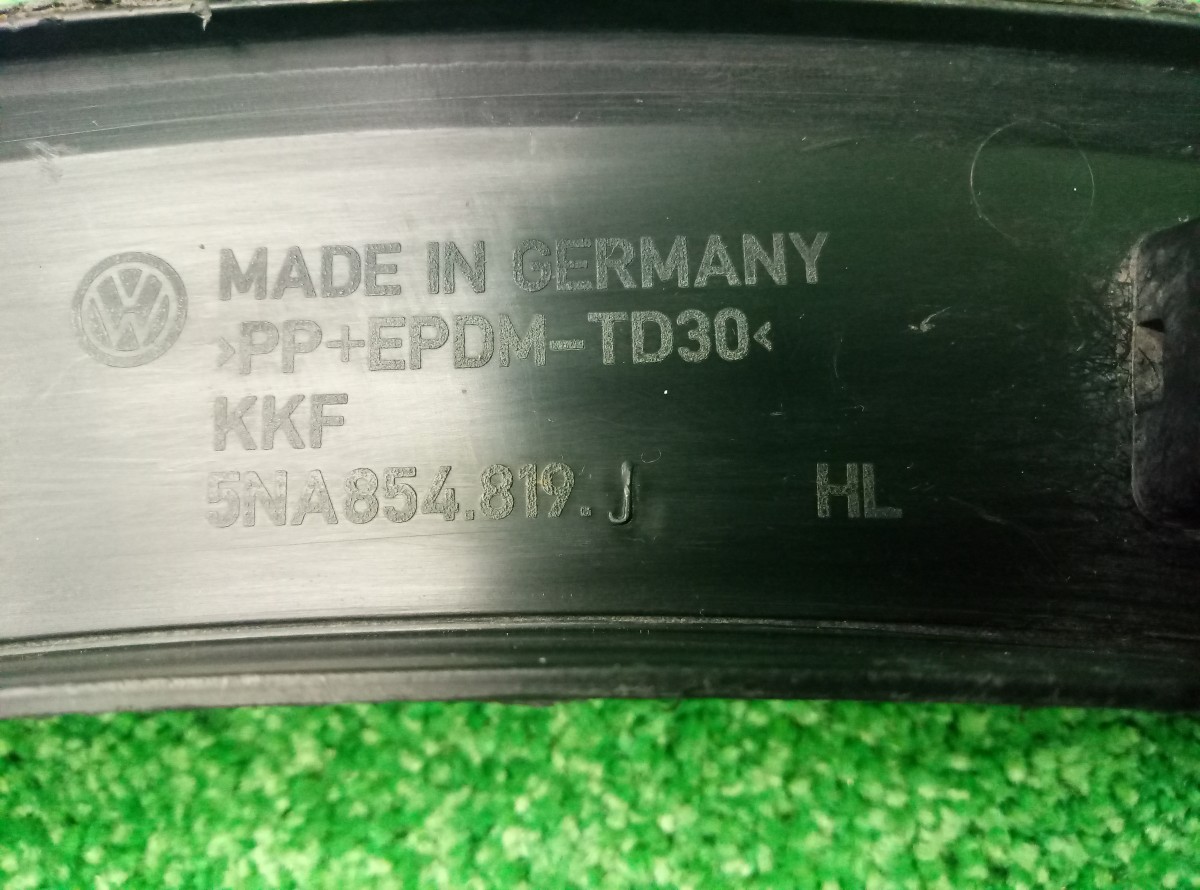 MADE IN GERMANY
>PP+EPDM-TD30<
KKF
5NA854.819. J HL